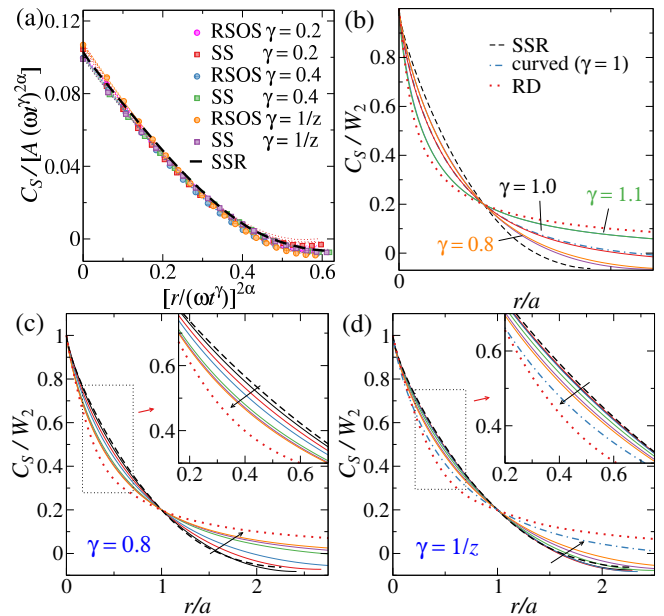 (a)
RSOS γ = 0.2
SS γ = 0.2
RSOS γ = 0.4
SS γ = 0.4
RSOS γ = 1/z
SS γ = 1/z
SSR
C_S / [A (ωt^γ)^{2α}]
0.12
0.08
0.04
0
0 0.2 0.4 0.6
[r/(ωt^γ)]^{2α}
(b)
SSR
curved (γ = 1)
RD
C_S / W_2
0.8
0.6
0.4
0.2
0
γ = 1.0
γ = 1.1
γ = 0.8
0
r/a
(c)
C_S / W_2
1
0.8
0.6
0.4
0.2
0
0.6
0.4
0.2 0.4 0.6
γ = 0.8
0 1 2
r/a
(d)
C_S / W_2
1
0.8
0.6
0.4
0.2
0
0.6
0.4
0.2 0.4 0.6
γ = 1/z
0 1 2
r/a